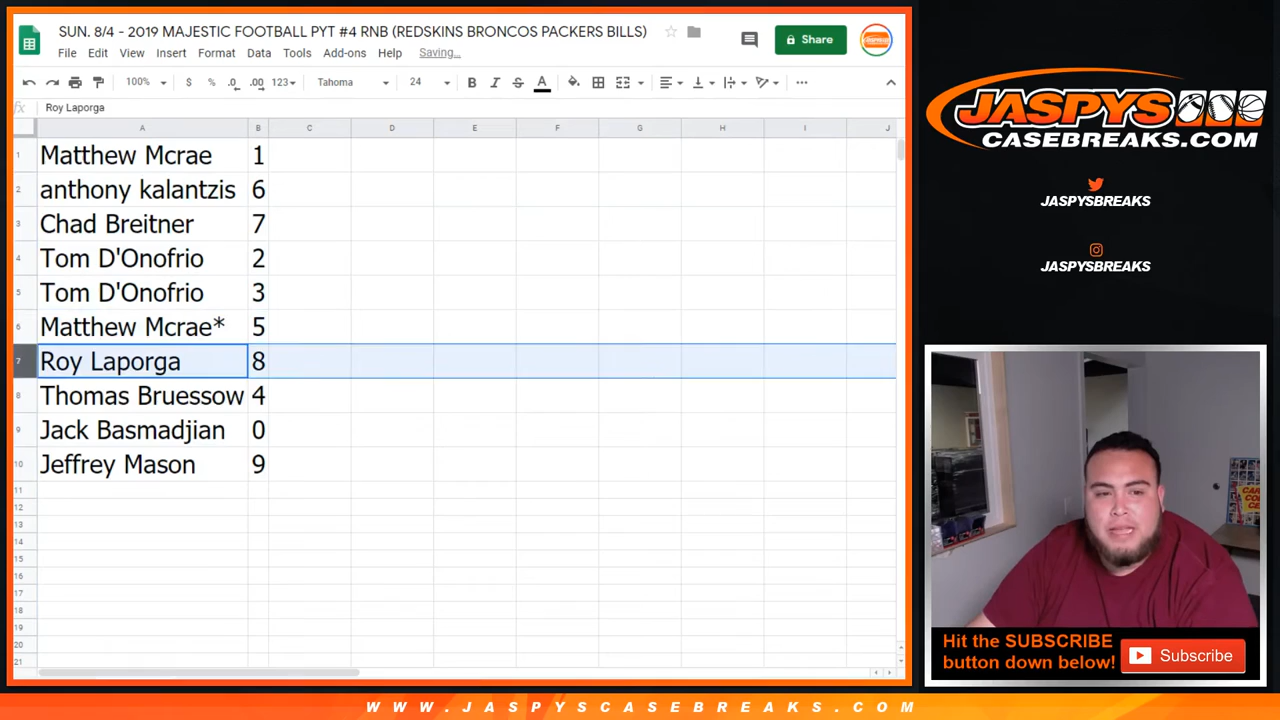 SUN. 8/4 - 2019 MAJESTIC FOOTBALL PYT #4 RNB (REDSKINS BRONCOS PACKERS BILLS)
File Edit View Format Data Tools Add-ons Help Saving...
Share
100% $ % .0 .00 123 Tahoma 24 B I S A
fx Roy Laporga
A B C D E F G H I J
1 Matthew Mcrae 1
2 anthony kalantzis 6
3 Chad Breitner 7
4 Tom D'Onofrio 2
5 Tom D'Onofrio 3
6 Matthew Mcrae* 5
7 Roy Laporga 8
8 Thomas Bruessow 4
9 Jack Basmadjian 0
10 Jeffrey Mason 9
11
12
13
14
15
16
17
18
19
20
21
JASPYS
CASEBREAKS.COM
JASPYSBREAKS
JASPYSBREAKS
Hit the SUBSCRIBE
button down below!
Subscribe
WWW.JASPYSCASEBREAKS.COM